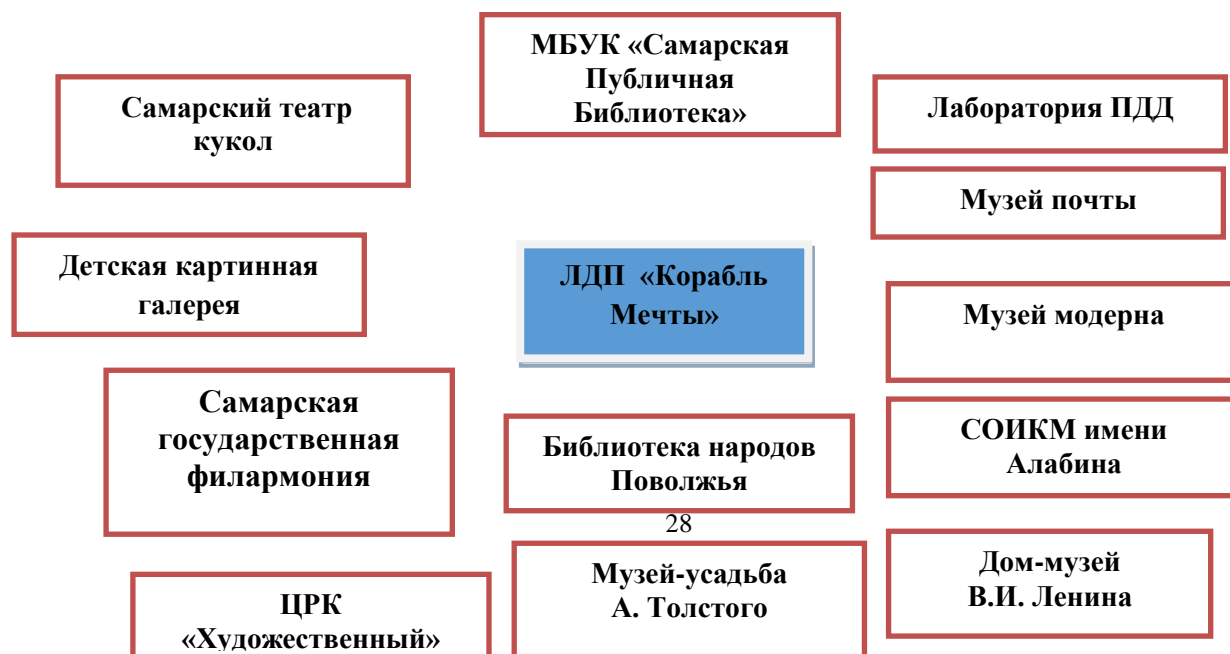 МБУК «Самарская
Публичная
Библиотека»
Самарский театр
кукол
Лаборатория ПДД
Музей почты
Детская картинная
галерея
ЛДП «Корабль
Мечты»
Музей модерна
Самарская
государственная
филармония
Библиотека народов
Поволжья
СОИКМ имени
Алабина
28
Музей-усадьба
А. Толстого
Дом-музей
В.И. Ленина
ЦРК
«Художественный»